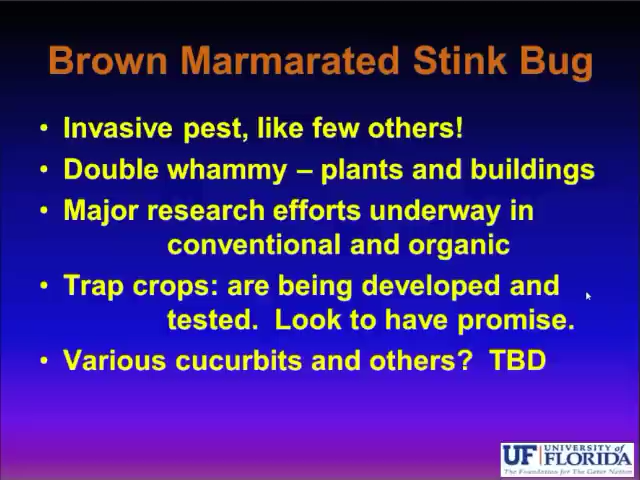 Brown Marmarated Stink Bug
• Invasive pest, like few others!
• Double whammy – plants and buildings
• Major research efforts underway in
conventional and organic
• Trap crops: are being developed and
tested. Look to have promise.
• Various cucurbits and others? TBD
UF UNIVERSITY of
FLORIDA
The Foundation for The Gator Nation